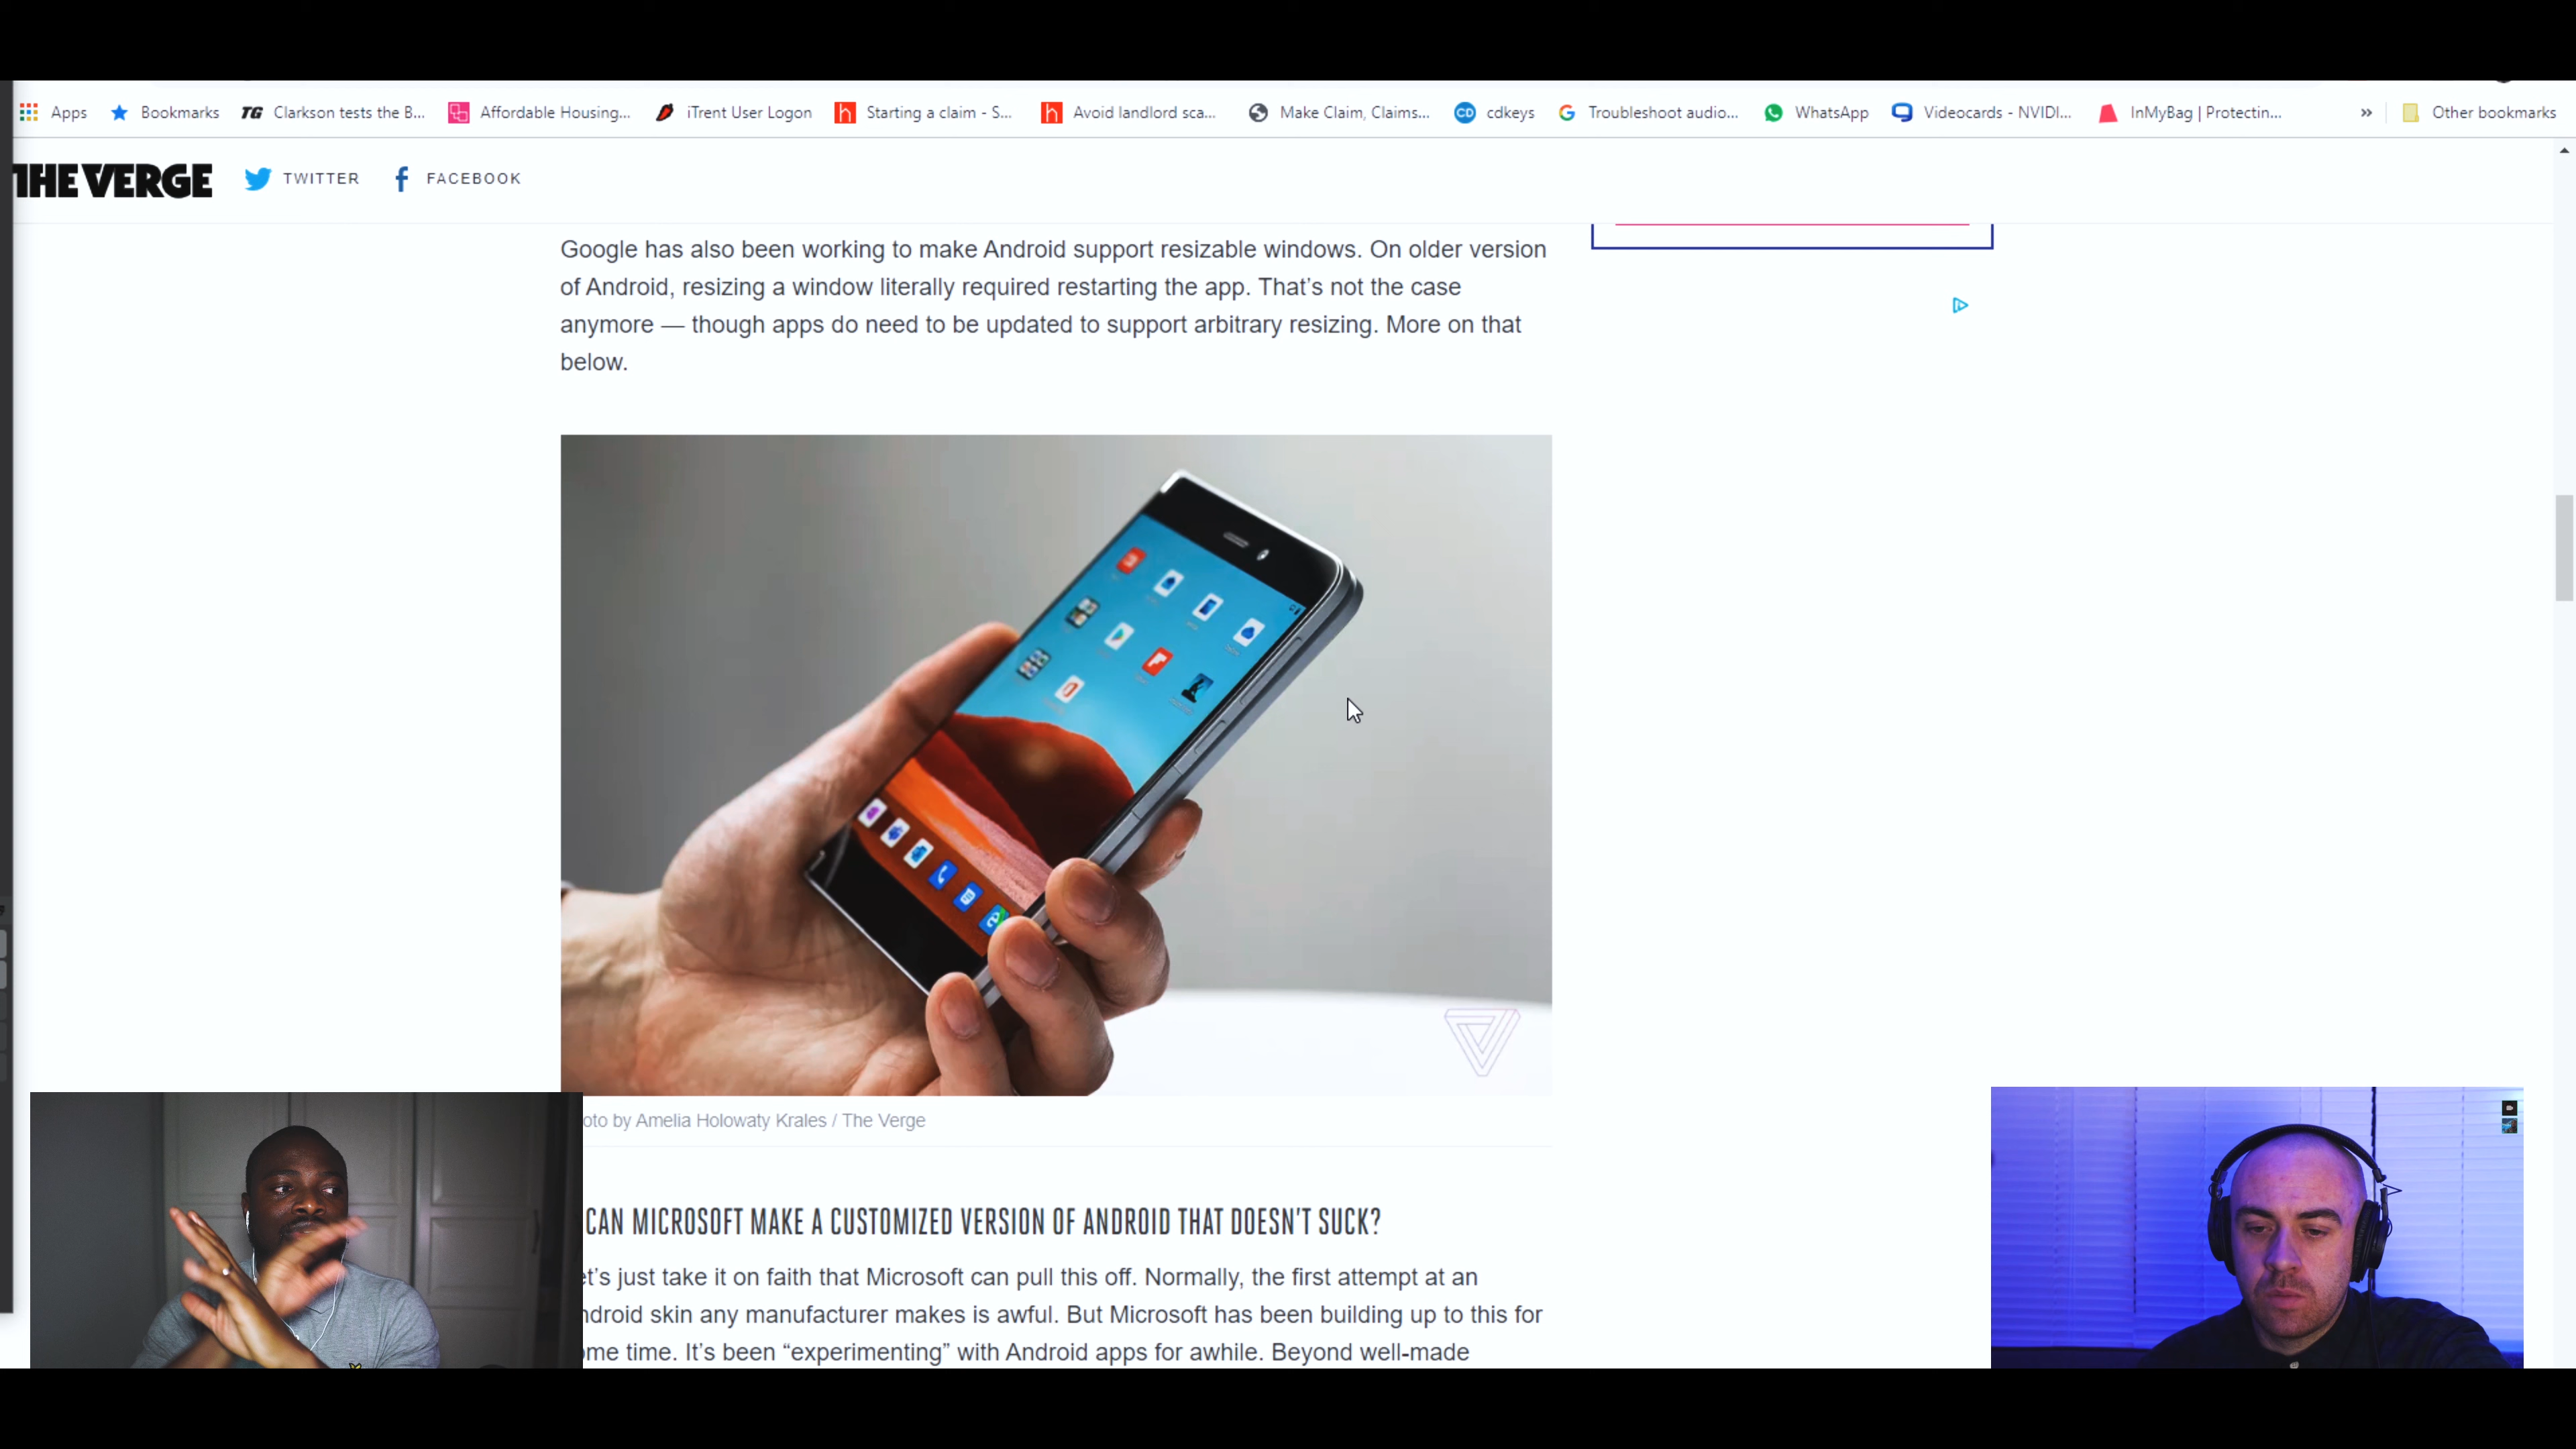 Apps Bookmarks TG Clarkson tests the B... Affordable Housing... iTrent User Logon h Starting a claim - S... h Avoid landlord sca... Make Claim, Claims... CD cdkeys G Troubleshoot audio... WhatsApp Videocards - NVIDI... InMyBag | Protectin... » Other bookmarks
THE VERGE TWITTER f FACEBOOK
Google has also been working to make Android support resizable windows. On older version
of Android, resizing a window literally required restarting the app. That’s not the case
anymore — though apps do need to be updated to support arbitrary resizing. More on that
below.
oto by Amelia Holowaty Krales / The Verge
CAN MICROSOFT MAKE A CUSTOMIZED VERSION OF ANDROID THAT DOESN'T SUCK?
et’s just take it on faith that Microsoft can pull this off. Normally, the first attempt at an
ndroid skin any manufacturer makes is awful. But Microsoft has been building up to this for
ome time. It’s been “experimenting” with Android apps for awhile. Beyond well-made